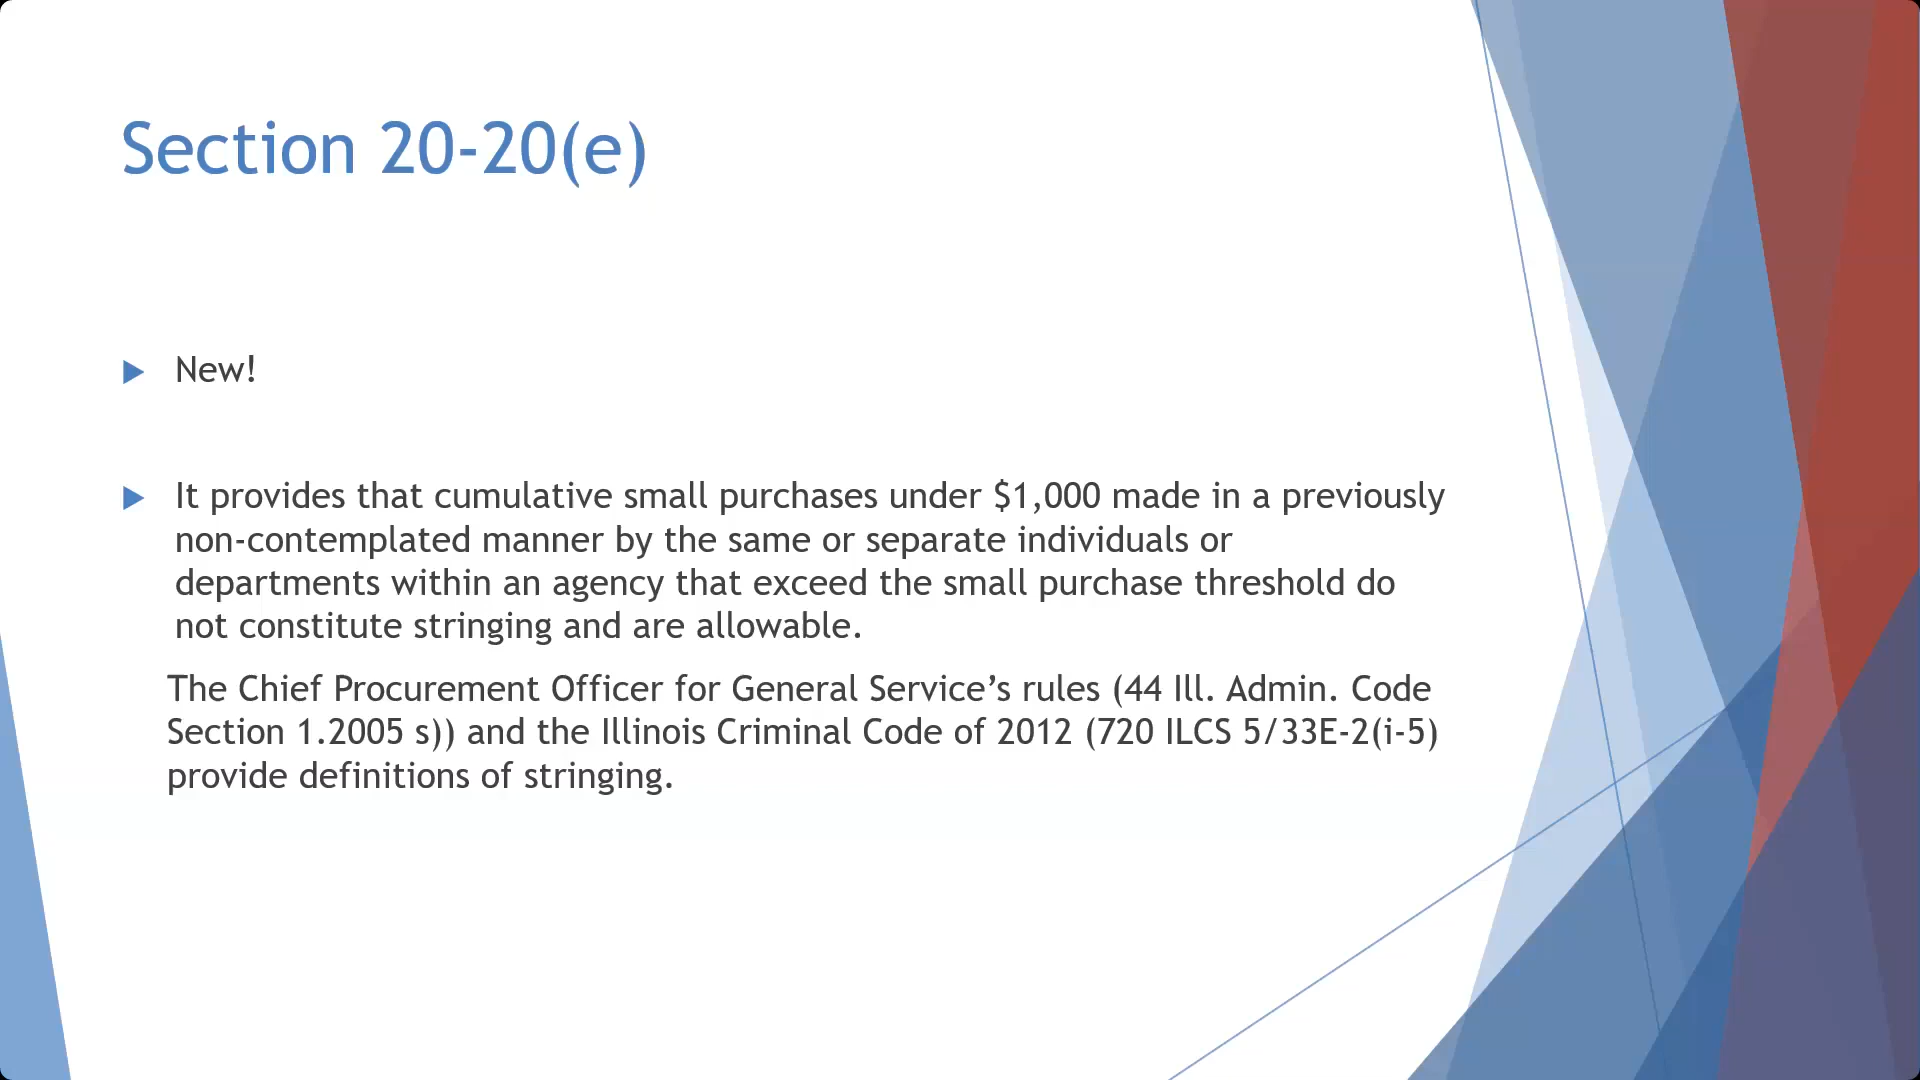 Section 20-20(e)
New!
It provides that cumulative small purchases under $1,000 made in a previously
non-contemplated manner by the same or separate individuals or
departments within an agency that exceed the small purchase threshold do
not constitute stringing and are allowable.
The Chief Procurement Officer for General Service’s rules (44 Ill. Admin. Code
Section 1.2005 s)) and the Illinois Criminal Code of 2012 (720 ILCS 5/33E-2(i-5)
provide definitions of stringing.